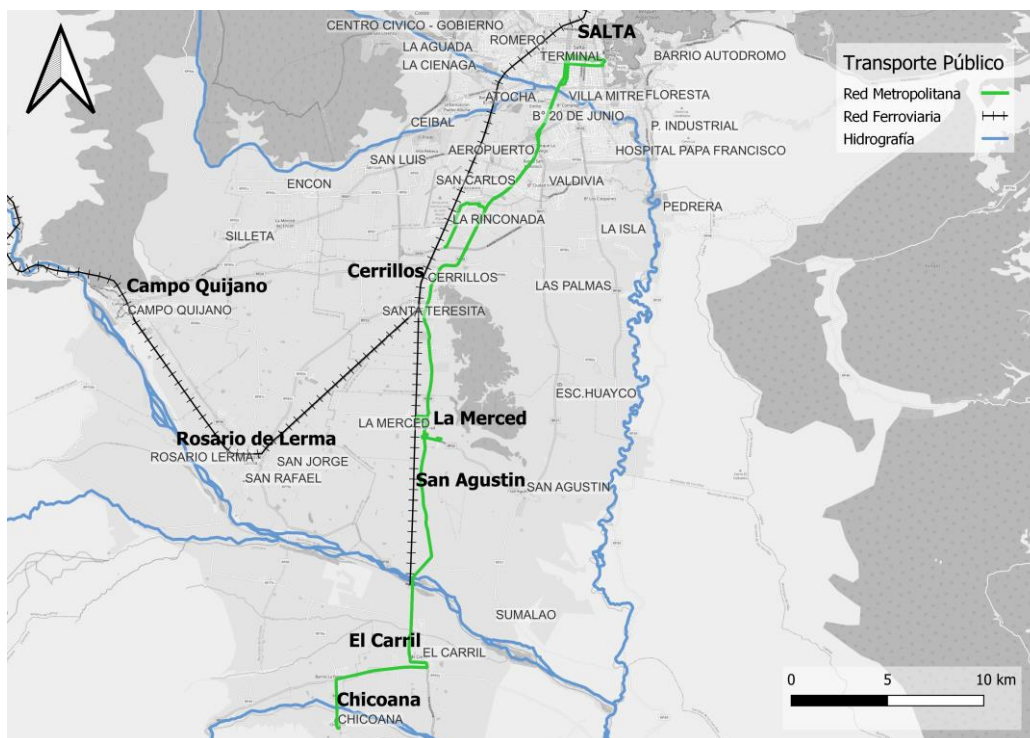 CENTRO CIVICO - GOBIERNO
SALTA
ROMERO
LA AGUADA
TERMINAL
BARRIO AUTODROMO
LA CIENAGA
ATOCHA
VILLA MITRE
FLORESTA
CEIBAL
B° 20 DE JUNIO
P. INDUSTRIAL
AEROPUERTO
HOSPITAL PAPA FRANCISCO
SAN LUIS
ENCON
SAN CARLOS
VALDIVIA
PEDRERA
LA RINCONADA
SILLETA
LA ISLA
Cerrillos
CERRILLOS
Campo Quijano
LAS PALMAS
CAMPO QUIJANO
SANTA TERESITA
ESC.HUAYCO
LA MERCED
La Merced
Rosario de Lerma
ROSARIO LERMA
SAN JORGE
SAN RAFAEL
San Agustin
SAN AGUSTIN
SUMALAO
El Carril
EL CARRIL
Chicoana
CHICOANA
Transporte Público
Red Metropolitana
Red Ferroviaria
Hidrografía
0 5 10 km